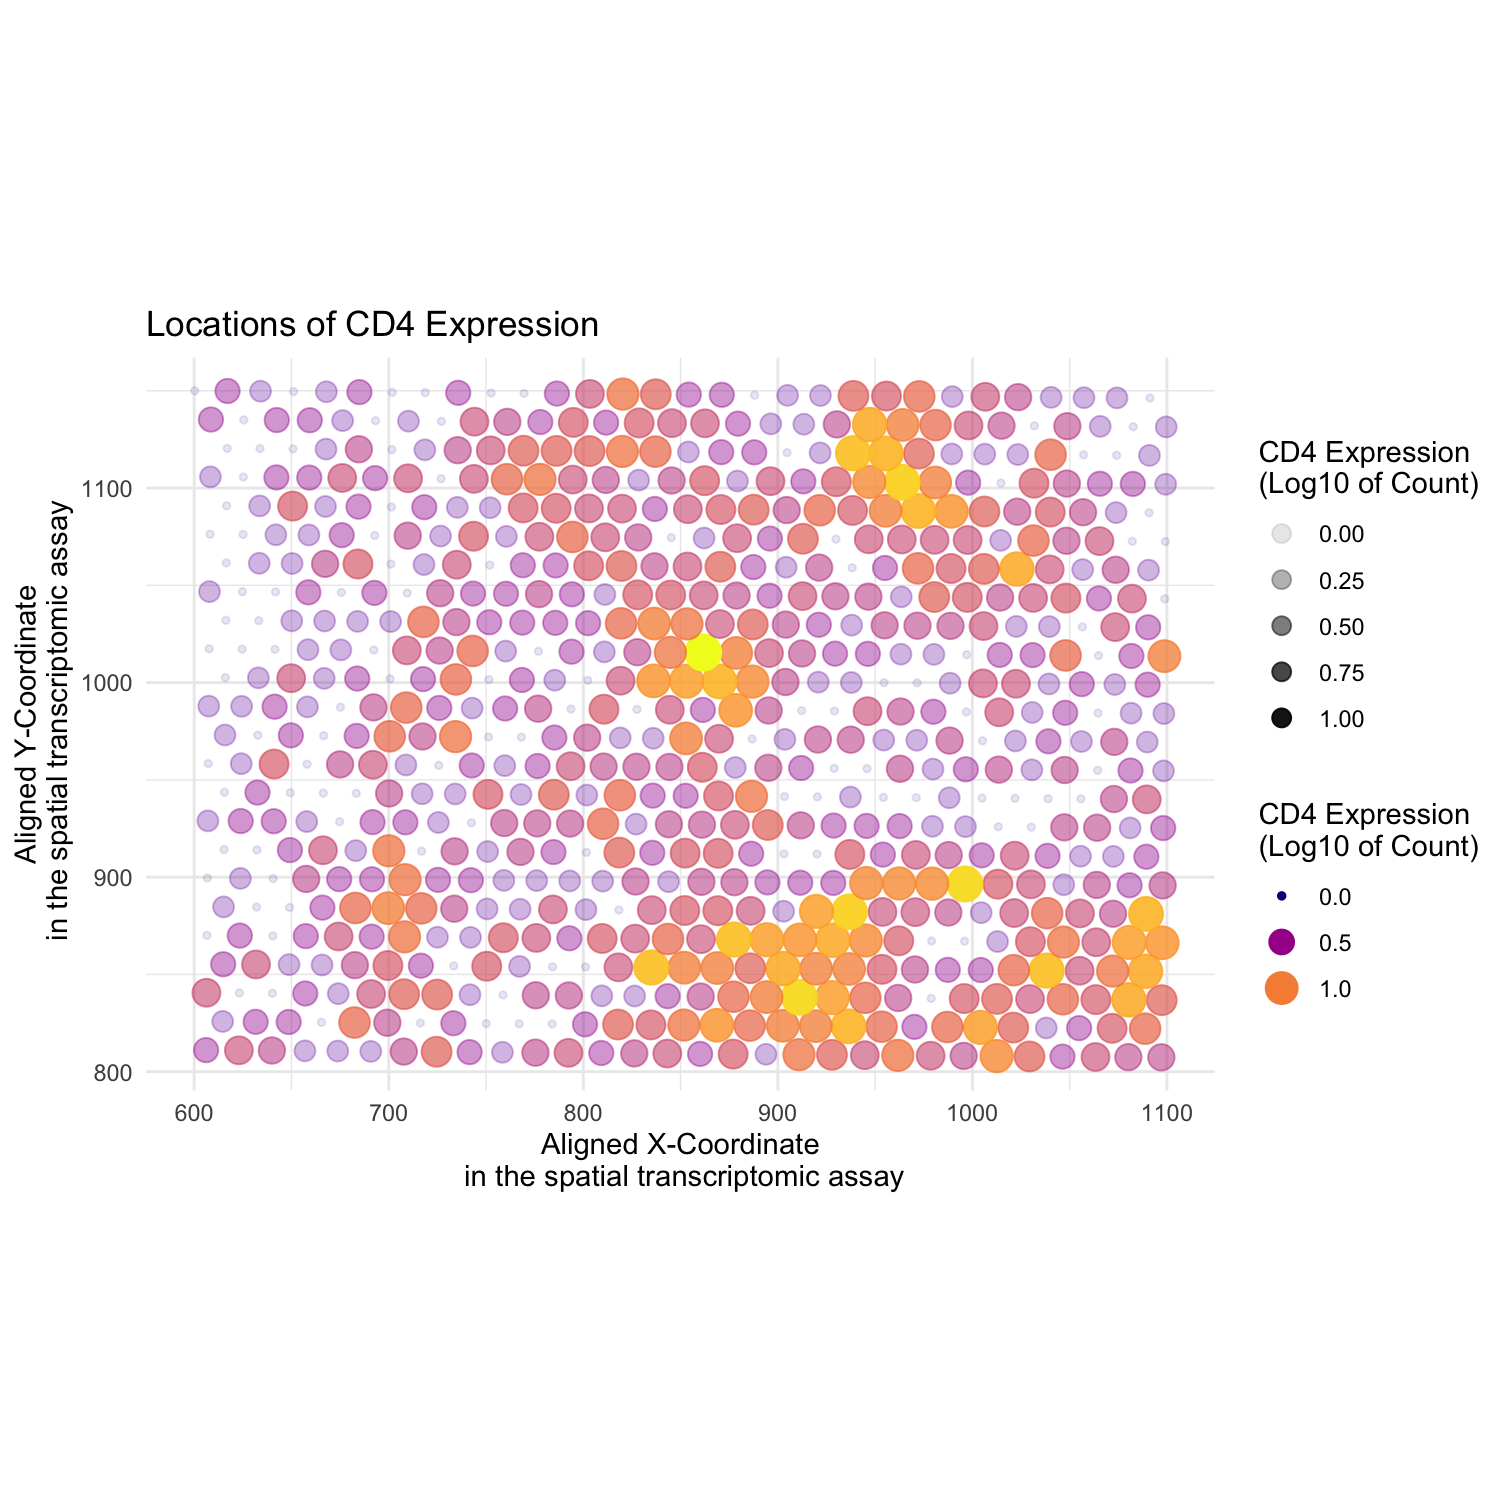 Locations of CD4 Expression
Aligned Y-Coordinate
in the spatial transcriptomic assay
1100
1000
900
800
600
700
800
900
1000
1100
Aligned X-Coordinate
in the spatial transcriptomic assay
CD4 Expression
(Log10 of Count)
0.00
0.25
0.50
0.75
1.00
CD4 Expression
(Log10 of Count)
0.0
0.5
1.0